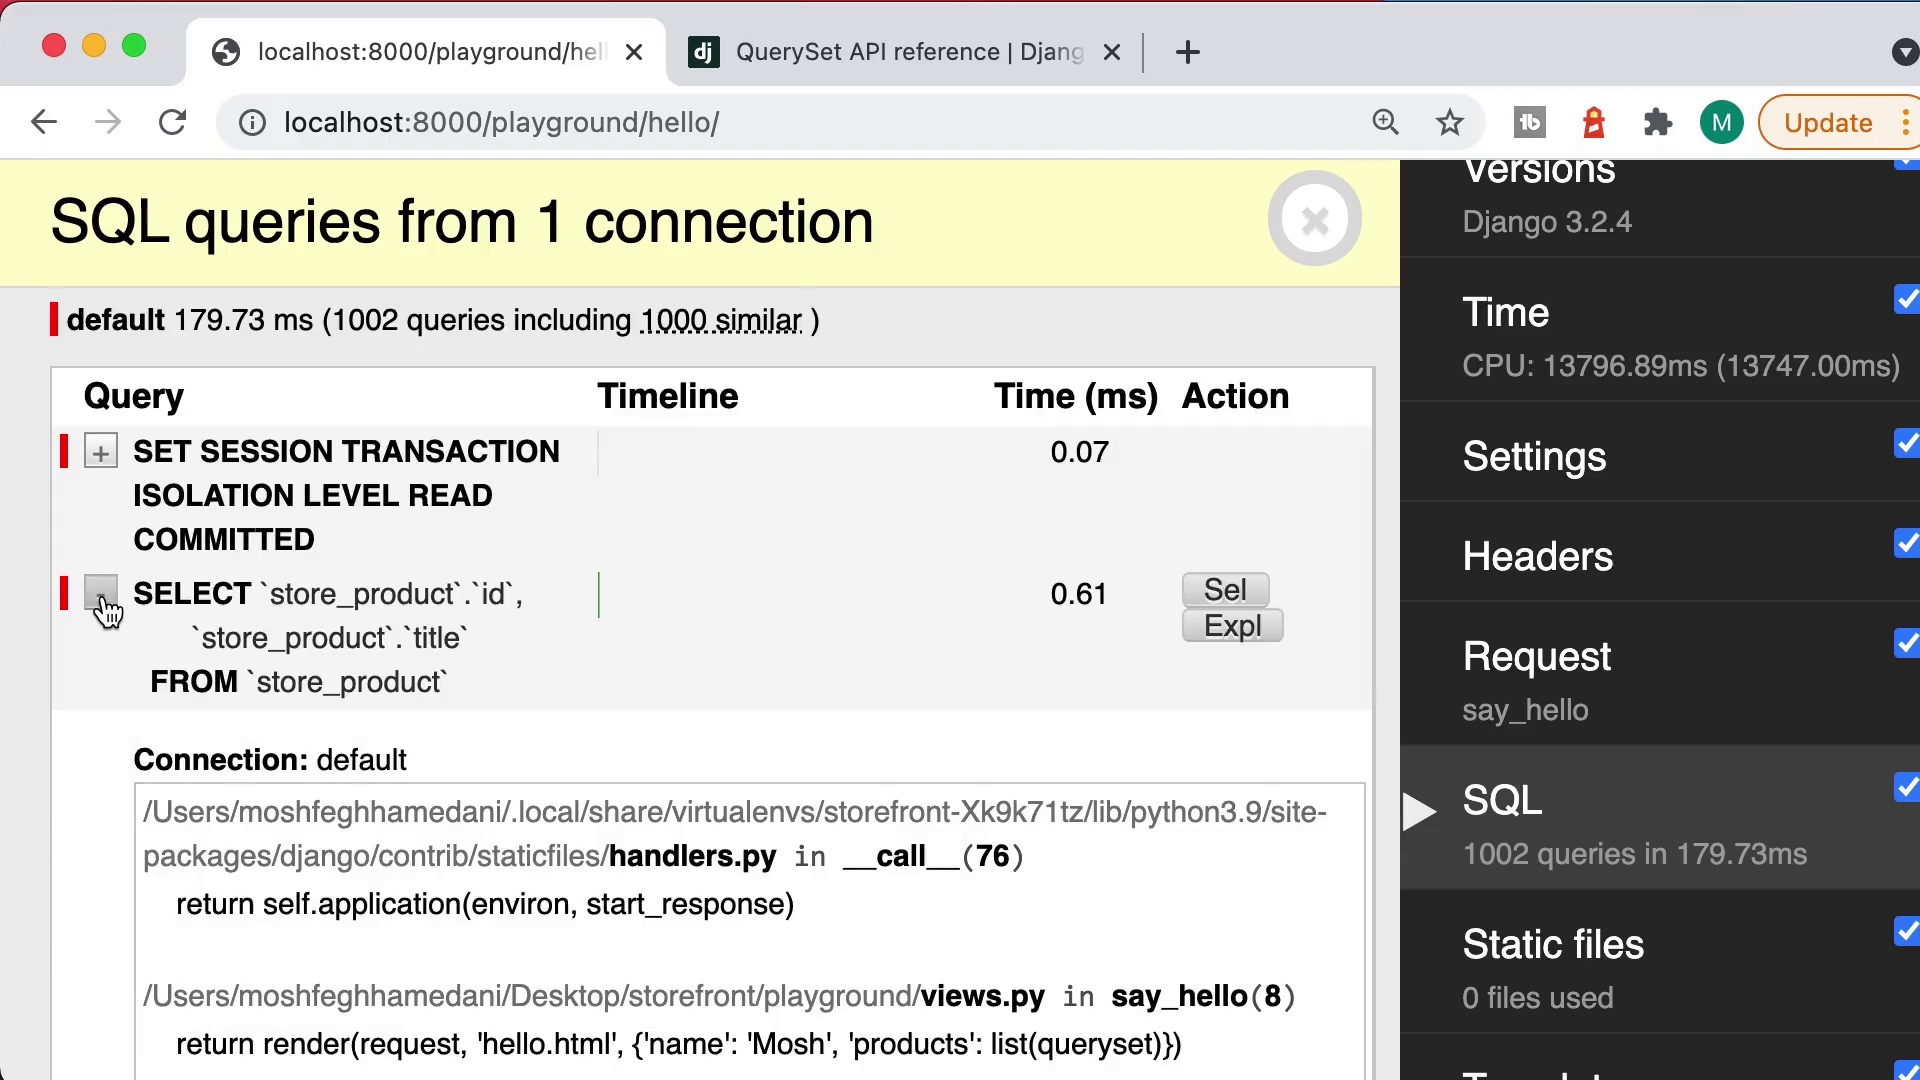 localhost:8000/playground/hel
QuerySet API reference | Djang
localhost:8000/playground/hello/
M
Update
SQL queries from 1 connection
default 179.73 ms (1002 queries including 1000 similar )
Query Timeline Time (ms) Action
+ SET SESSION TRANSACTION 0.07
ISOLATION LEVEL READ
COMMITTED
- SELECT `store_product`.`id`, 0.61 Sel
Expl
`store_product`.`title`
FROM `store_product`
Connection: default
/Users/moshfeghhamedani/.local/share/virtualenvs/storefront-Xk9k71tz/lib/python3.9/site-
packages/django/contrib/staticfiles/handlers.py in __call__(76)
return self.application(environ, start_response)
/Users/moshfeghhamedani/Desktop/storefront/playground/views.py in say_hello(8)
return render(request, 'hello.html', {'name': 'Mosh', 'products': list(queryset)})
Versions
Django 3.2.4
Time
CPU: 13796.89ms (13747.00ms)
Settings
Headers
Request
say_hello
SQL
1002 queries in 179.73ms
Static files
0 files used